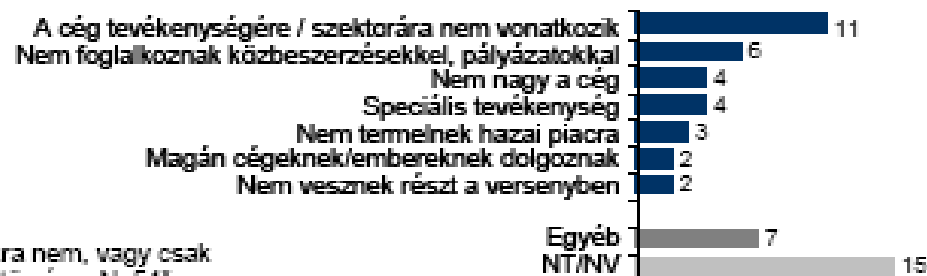 A cég tevékenységére / szektorára nem vonatkozik 11
Nem foglalkoznak közbeszerzésekkel, pályázatokkal 6
Nem nagy a cég 4
Speciális tevékenység 4
Nem termelnek hazai piacra 3
Magán cégeknek/embereknek dolgoznak 2
Nem vesznek részt a versenyben 2
Egyéb 7
NT/NV 15
ra nem, vagy csak